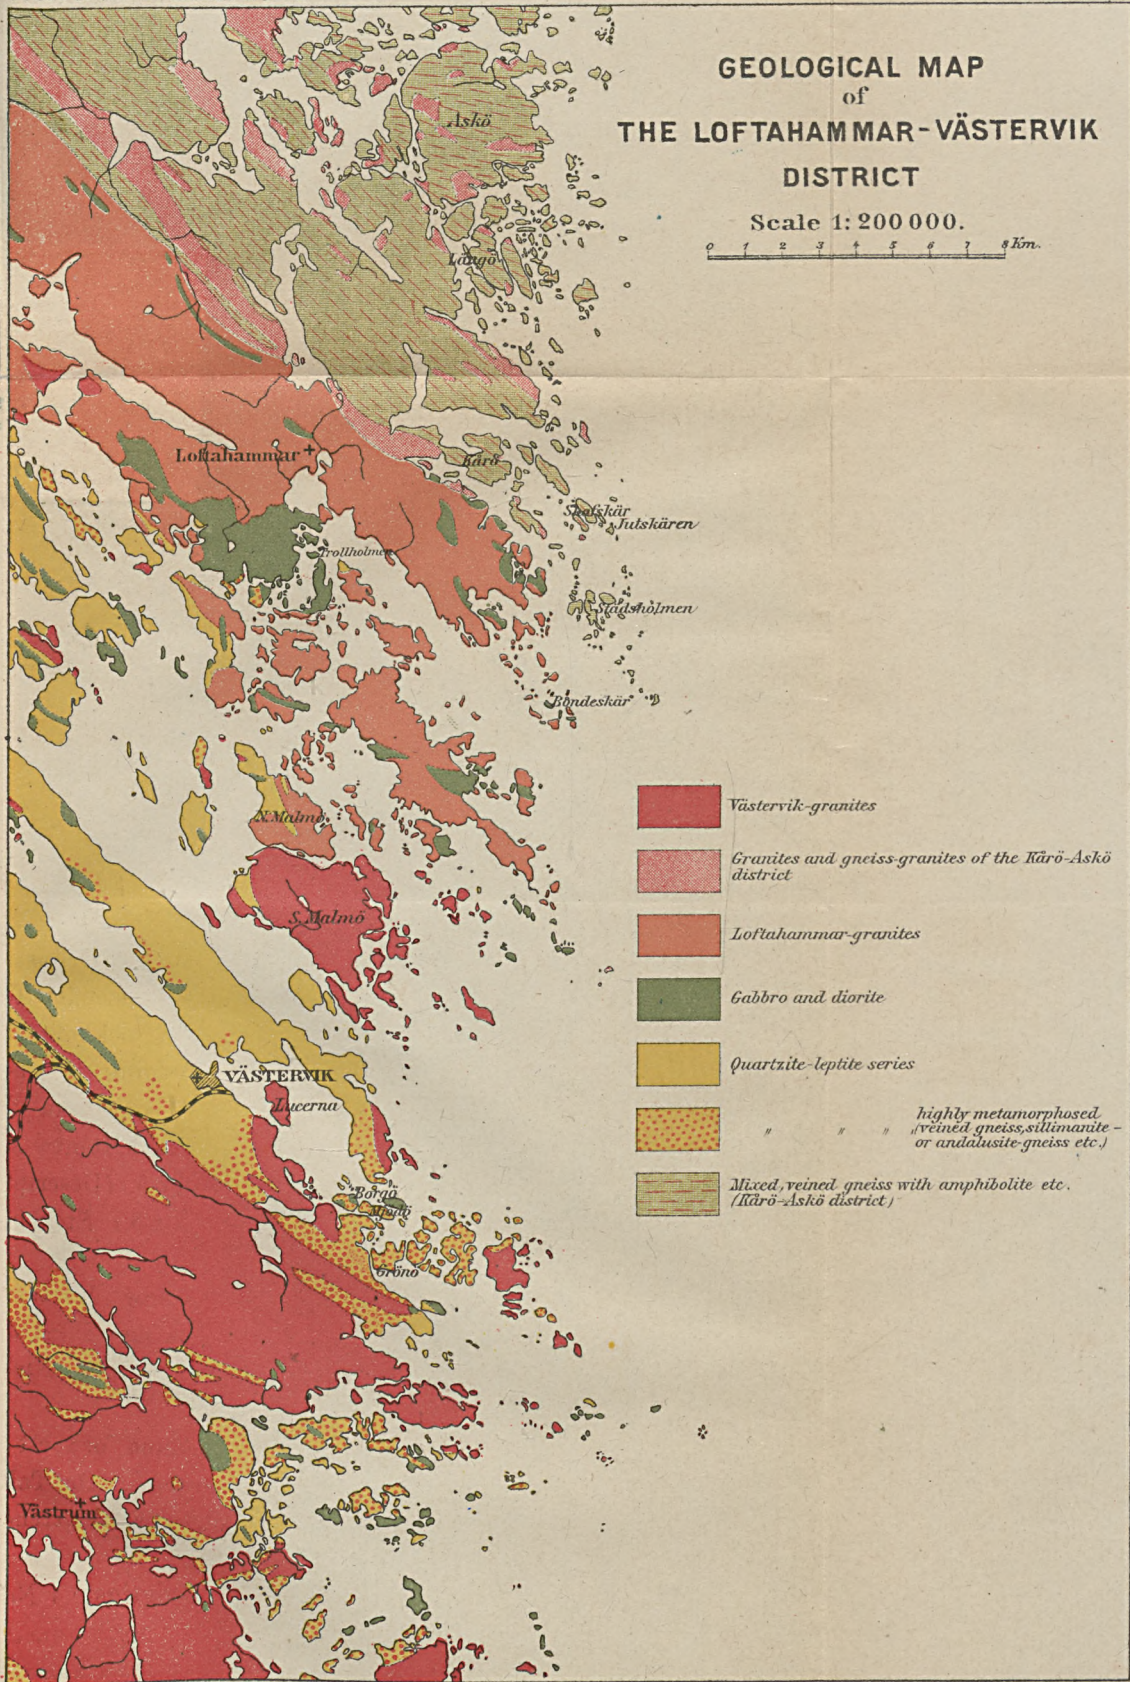 GEOLOGICAL MAP
of
THE LOFTAHAMMAR-VÄSTERVIK
DISTRICT
Scale 1:200 000.
0 1 2 3 4 5 6 7 8 Km.
Askö
Långö
Loftahammar
Kårö
Skafskär
Jutskären
Trollholmen
Stadsholmen
Bondeskär
N. Malmö
S. Malmö
VÄSTERVIK
Lucerna
Borgö
Grönö
Västrum
Västervik-granites
Granites and gneiss-granites of the Kårö-Askö
district
Loftahammar-granites
Gabbro and diorite
Quartzite-leptite series
" " " highly metamorphosed
(veined gneiss, sillimanite-
or andalusite-gneiss etc.)
Mixed, veined gneiss with amphibolite etc.
(Kårö-Askö district)